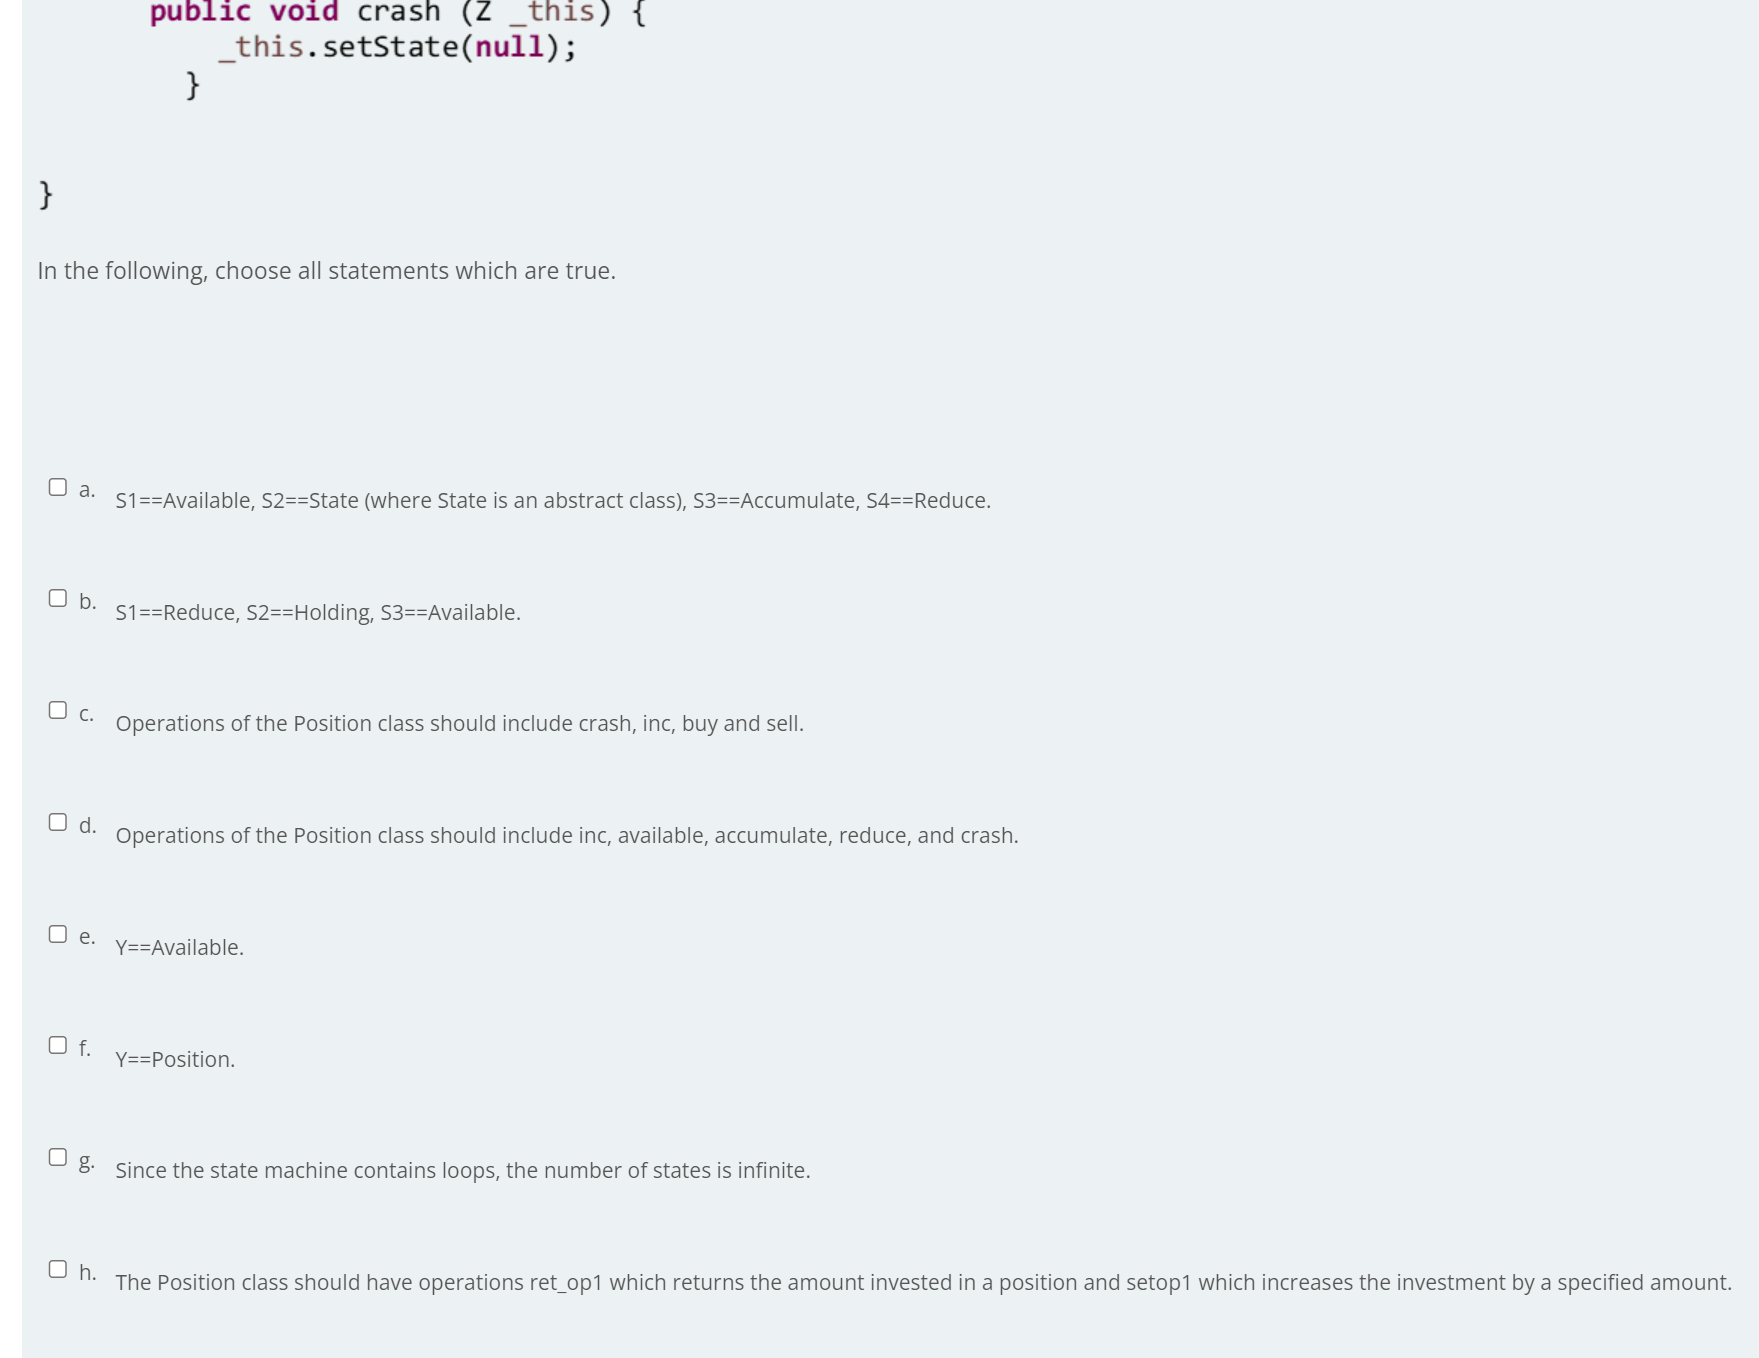 public void crash (Z _this) {
_this.setState(null);
}
}
In the following, choose all statements which are true.
a. S1==Available, S2==State (where State is an abstract class), S3==Accumulate, S4==Reduce.
b. S1==Reduce, S2==Holding, S3==Available.
c. Operations of the Position class should include crash, inc, buy and sell.
d. Operations of the Position class should include inc, available, accumulate, reduce, and crash.
e. Y==Available.
f. Y==Position.
g. Since the state machine contains loops, the number of states is infinite.
h. The Position class should have operations ret_op1 which returns the amount invested in a position and setop1 which increases the investment by a specified amount.